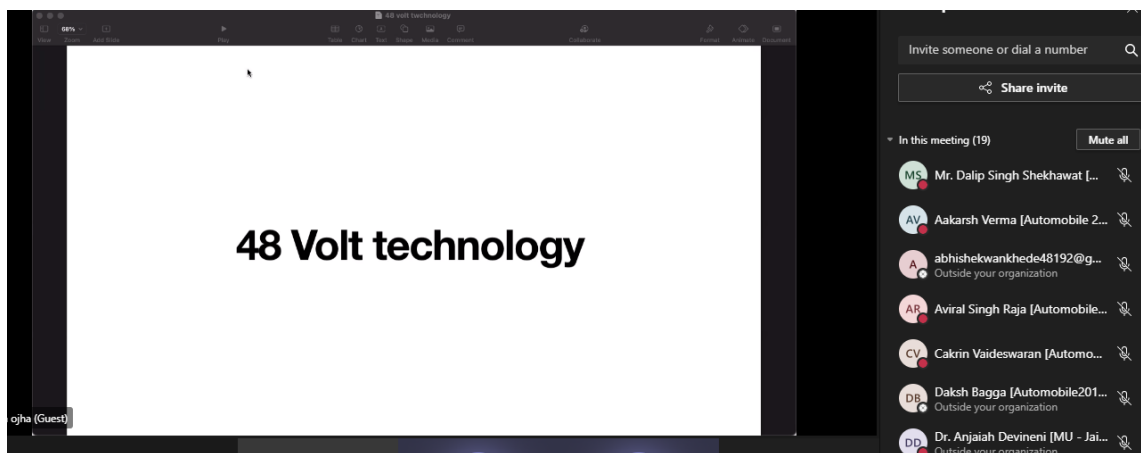 48 volt twchnology
68%
View Zoom Add Slide Play Table Chart Text Shape Media Comment Collaborate Format Animate Document
48 Volt technology
ojha (Guest)
Invite someone or dial a number
Share invite
In this meeting (19) Mute all
MS Mr. Dalip Singh Shekhawat [...
AV Aakarsh Verma [Automobile 2...
A abhishekwankhede48192@g...
Outside your organization
AR Aviral Singh Raja [Automobile...
CV Cakrin Vaideswaran [Automo...
DB Daksh Bagga [Automobile201...
Outside your organization
DD Dr. Anjaiah Devineni [MU - Jai...
Outside your organization